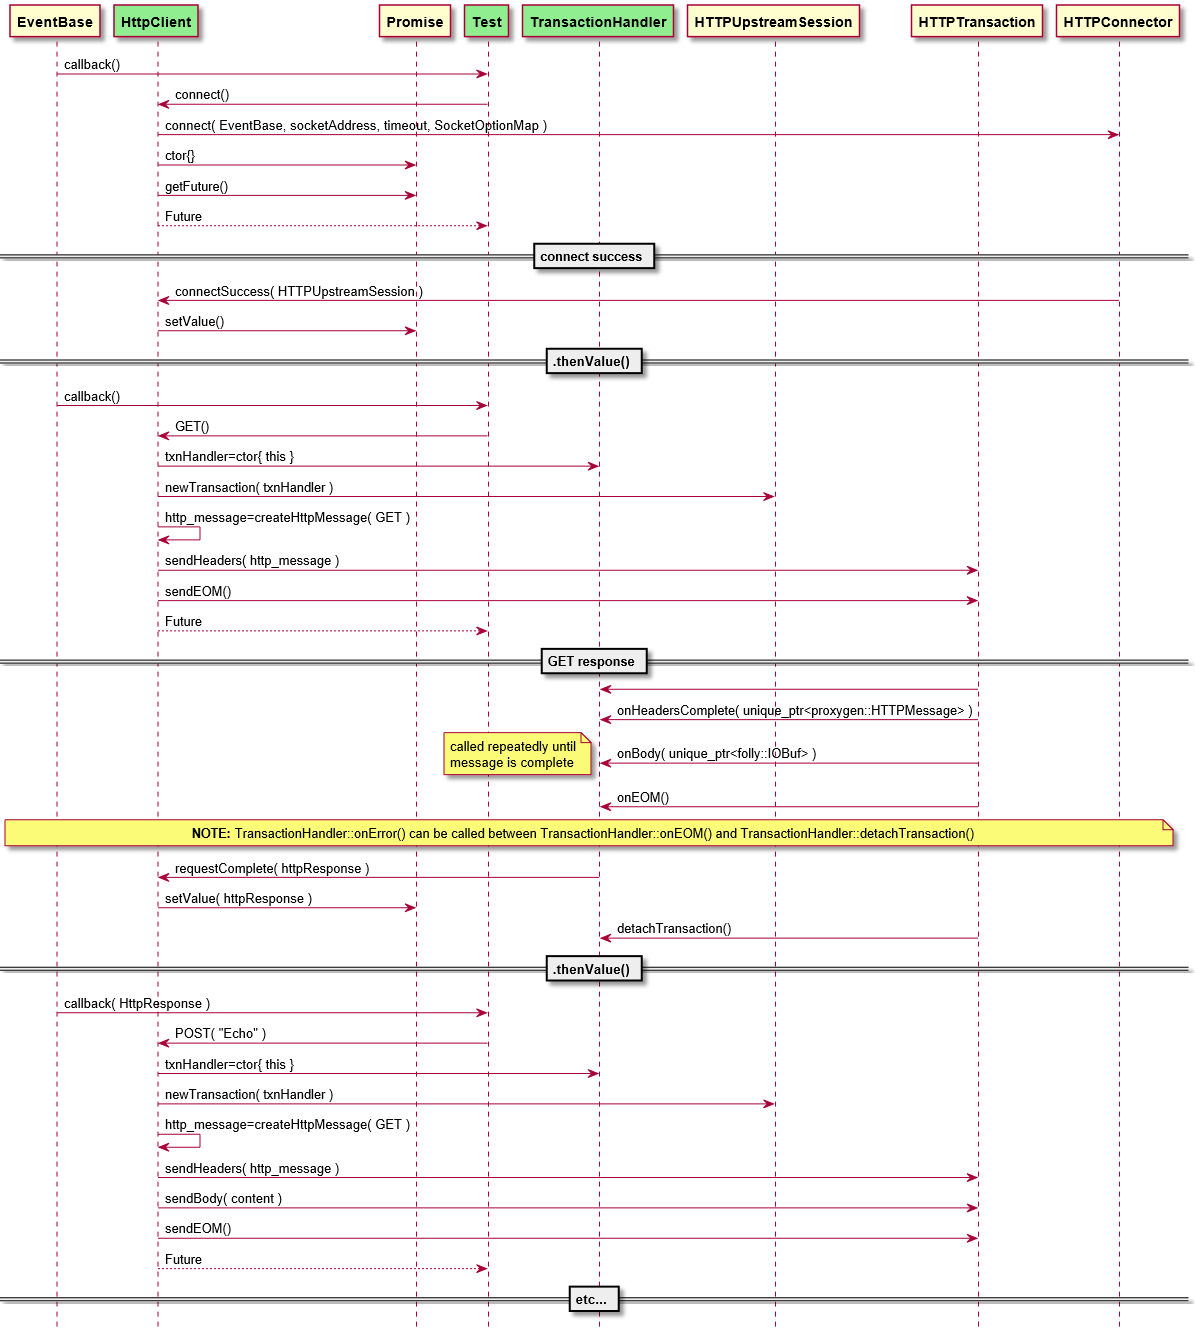 EventBase HttpClient Promise Test TransactionHandler HTTPUpstreamSession HTTPTransaction HTTPConnector
callback()
connect()
connect( EventBase, socketAddress, timeout, SocketOptionMap )
ctor{}
getFuture()
Future
connect success
connectSuccess( HTTPUpstreamSession )
setValue()
.thenValue()
callback()
GET()
txnHandler=ctor{ this }
newTransaction( txnHandler )
http_message=createHttpMessage( GET )
sendHeaders( http_message )
sendEOM()
Future
GET response
onHeadersComplete( unique_ptr<proxygen::HTTPMessage> )
called repeatedly until
message is complete
onBody( unique_ptr<folly::IOBuf> )
onEOM()
NOTE: TransactionHandler::onError() can be called between TransactionHandler::onEOM() and TransactionHandler::detachTransaction()
requestComplete( httpResponse )
setValue( httpResponse )
detachTransaction()
.thenValue()
callback( HttpResponse )
POST( "Echo" )
txnHandler=ctor{ this }
newTransaction( txnHandler )
http_message=createHttpMessage( GET )
sendHeaders( http_message )
sendBody( content )
sendEOM()
Future
etc...